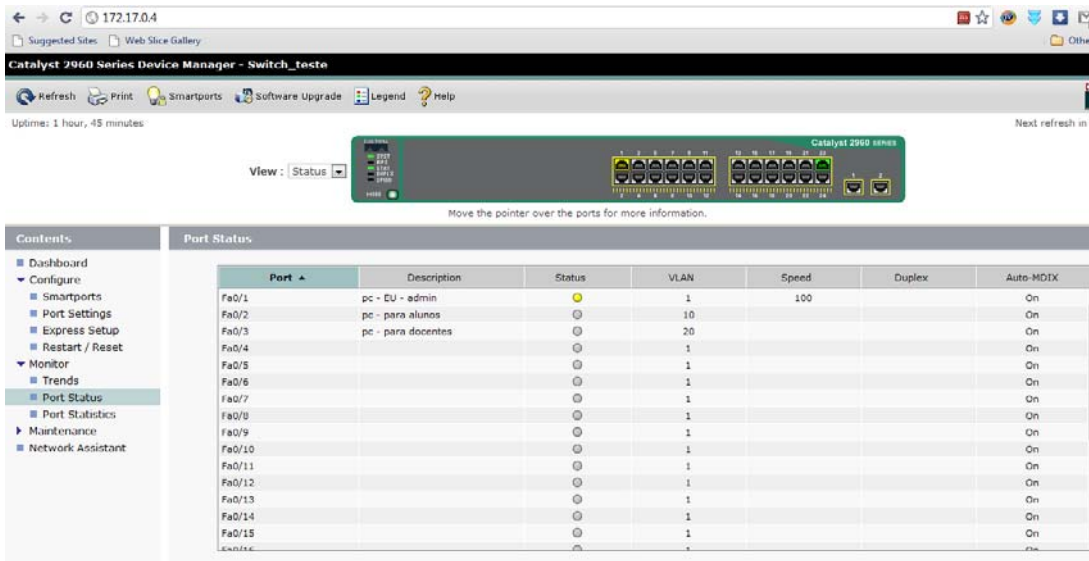 172.17.0.4
Suggested Sites Web Slice Gallery
Catalyst 2960 Series Device Manager - Switch_teste
Refresh Print Smartports Software Upgrade Legend Help
Uptime: 1 hour, 45 minutes Next refresh in
View : Status
Catalyst 2960 SERIES
Move the pointer over the ports for more information.
Contents Port Status
Dashboard
Configure
Smartports
Port Settings
Express Setup
Restart / Reset
Monitor
Trends
Port Status
Port Statistics
Maintenance
Network Assistant
Port Description Status VLAN Speed Duplex Auto-MDIX
Fa0/1 pc - EU - admin 1 100 On
Fa0/2 pc - para alunos 10 On
Fa0/3 pc - para docentes 20 On
Fa0/4 1 On
Fa0/5 1 On
Fa0/6 1 On
Fa0/7 1 On
Fa0/8 1 On
Fa0/9 1 On
Fa0/10 1 On
Fa0/11 1 On
Fa0/12 1 On
Fa0/13 1 On
Fa0/14 1 On
Fa0/15 1 On